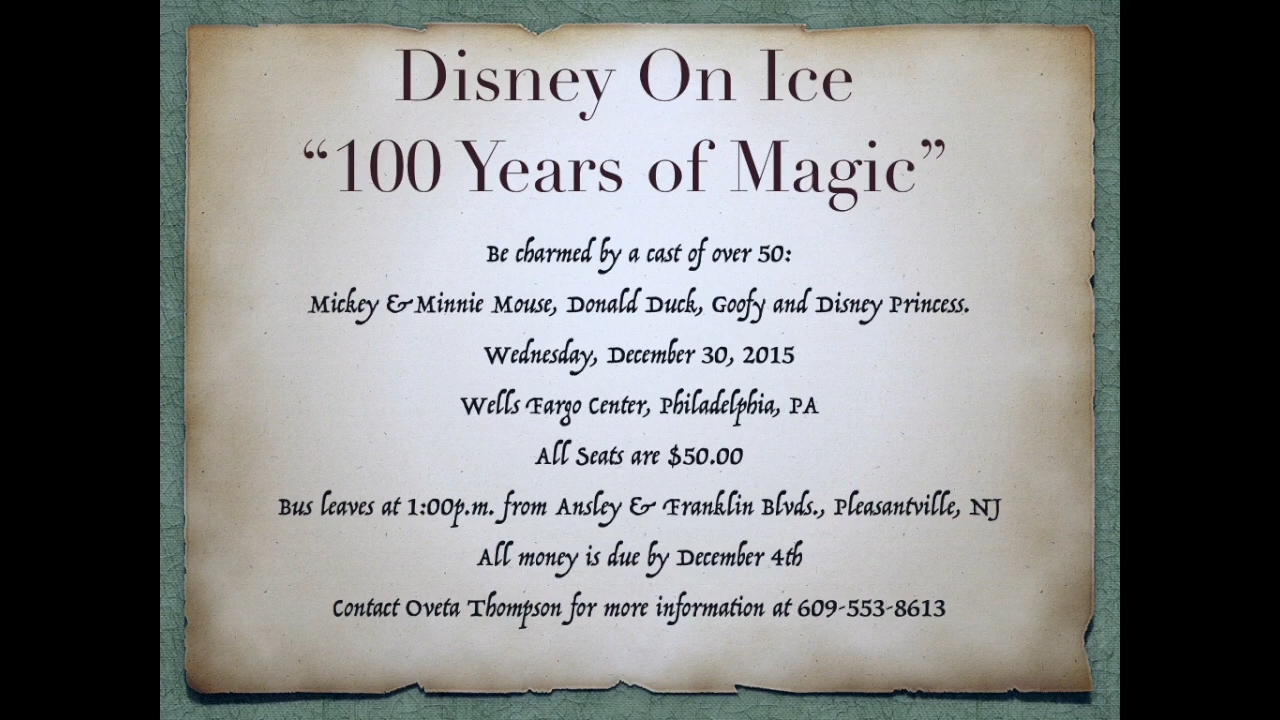 Disney On Ice
“100 Years of Magic”
Be charmed by a cast of over 50:
Mickey & Minnie Mouse, Donald Duck, Goofy and Disney Princess.
Wednesday, December 30, 2015
Wells Fargo Center, Philadelphia, PA
All Seats are $50.00
Bus leaves at 1:00p.m. from Ansley & Franklin Blvds., Pleasantville, NJ
All money is due by December 4th
Contact Oveta Thompson for more information at 609-553-8613